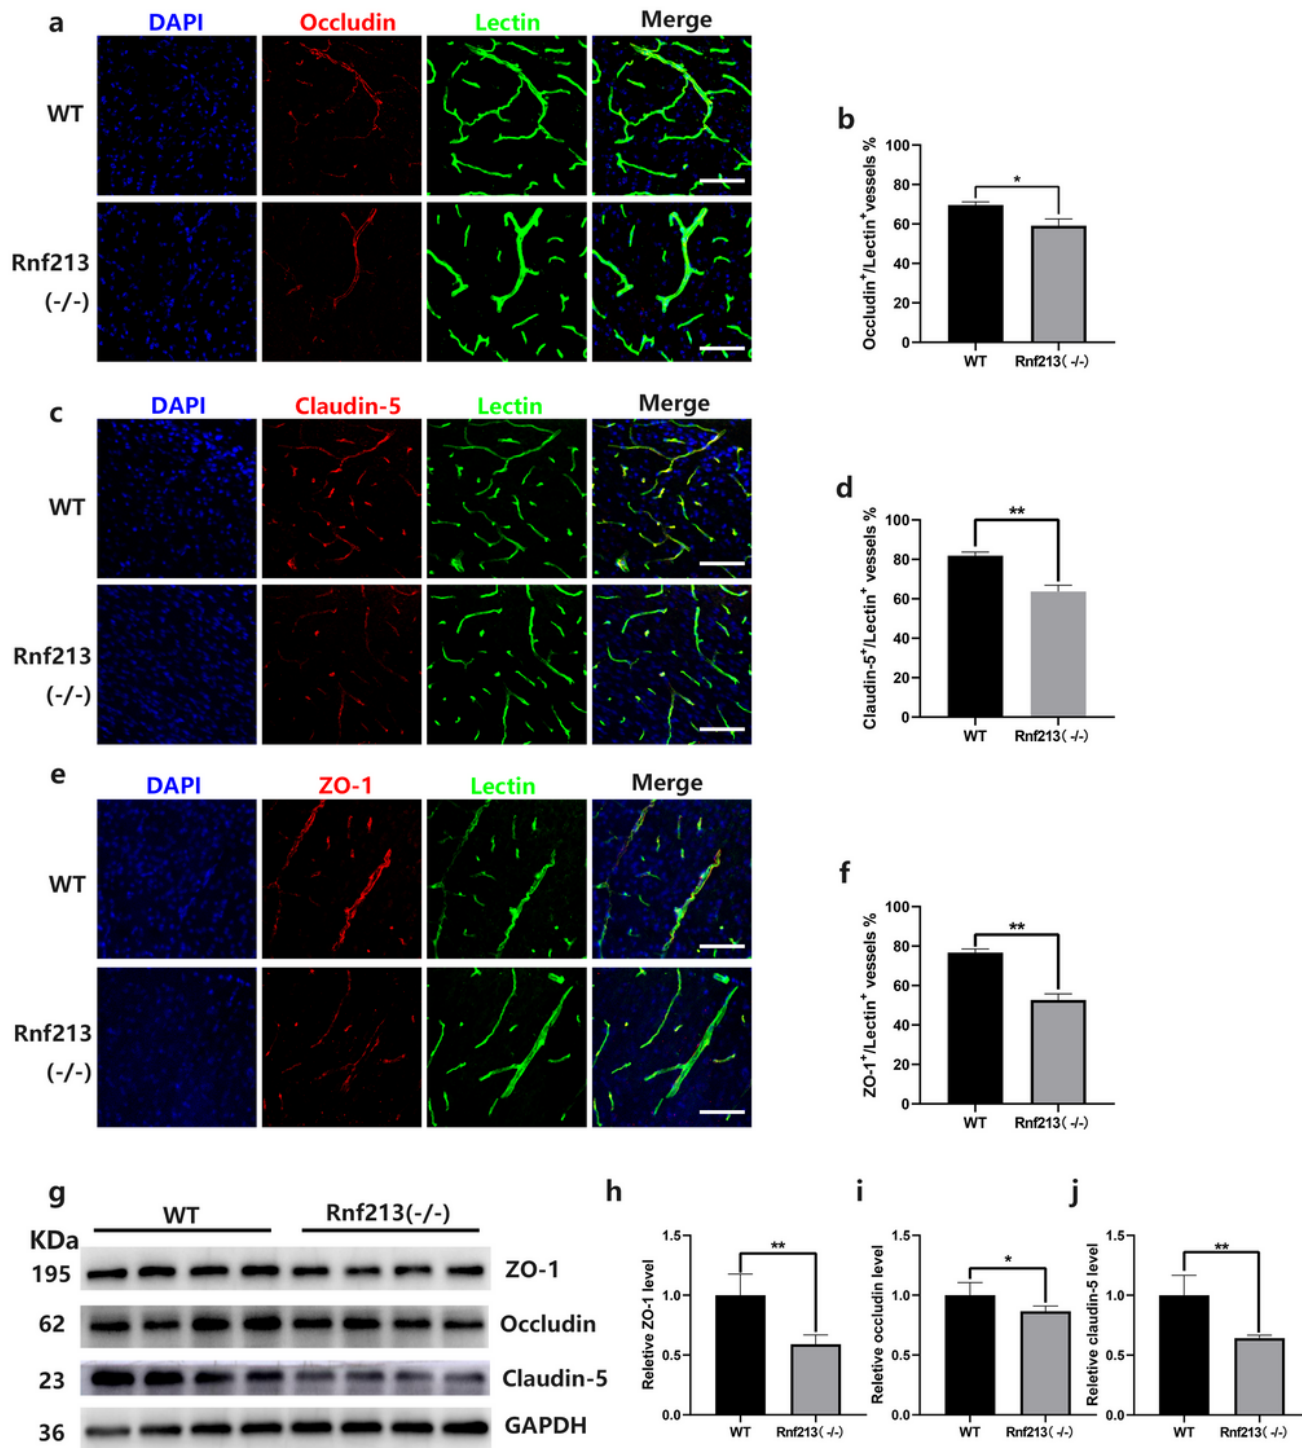 a
DAPI Occludin Lectin Merge
WT
Rnf213
(-/-)
b
Occludin⁺/Lectin⁺vessels %
100
80
60
40
20
0
*
WT Rnf213( -/-)
c
DAPI Claudin-5 Lectin Merge
WT
Rnf213
(-/-)
d
Claudin-5⁺/Lectin⁺ vessels %
100
80
60
40
20
0
**
WT Rnf213( -/-)
e
DAPI ZO-1 Lectin Merge
WT
Rnf213
(-/-)
f
ZO-1⁺/Lectin⁺ vessels %
100
80
60
40
20
0
**
WT Rnf213( -/-)
g
WT Rnf213(-/-)
KDa
195 ZO-1
62 Occludin
23 Claudin-5
36 GAPDH
h
Reletive ZO-1 level
1.5
1.0
0.5
0.0
**
WT Rnf213( -/-)
i
Reletive occludin level
1.5
1.0
0.5
0.0
*
WT Rnf213( -/-)
j
Reletive claudin-5 level
1.5
1.0
0.5
0.0
**
WT Rnf213( -/-)